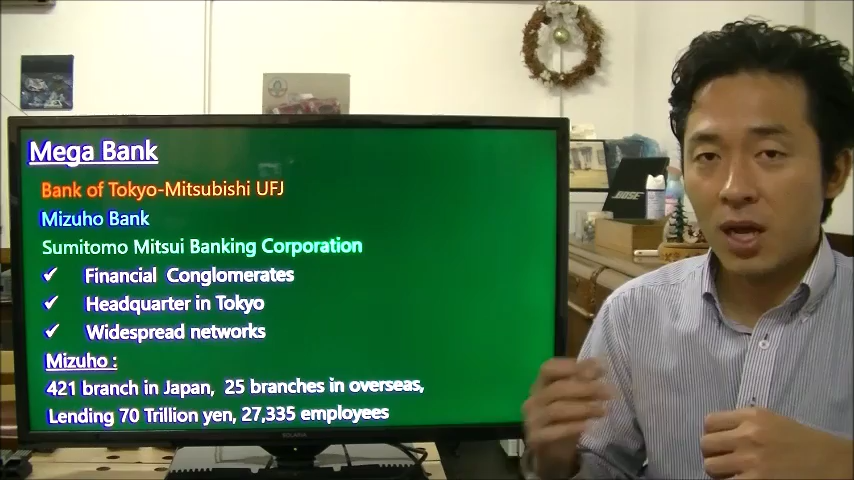 Mega Bank
Bank of Tokyo-Mitsubishi UFJ
Mizuho Bank
Sumitomo Mitsui Banking Corporation
✓ Financial Conglomerates
✓ Headquarter in Tokyo
✓ Widespread networks
Mizuho :
421 branch in Japan, 25 branches in overseas,
Lending 70 Trillion yen, 27,335 employees
BOSE